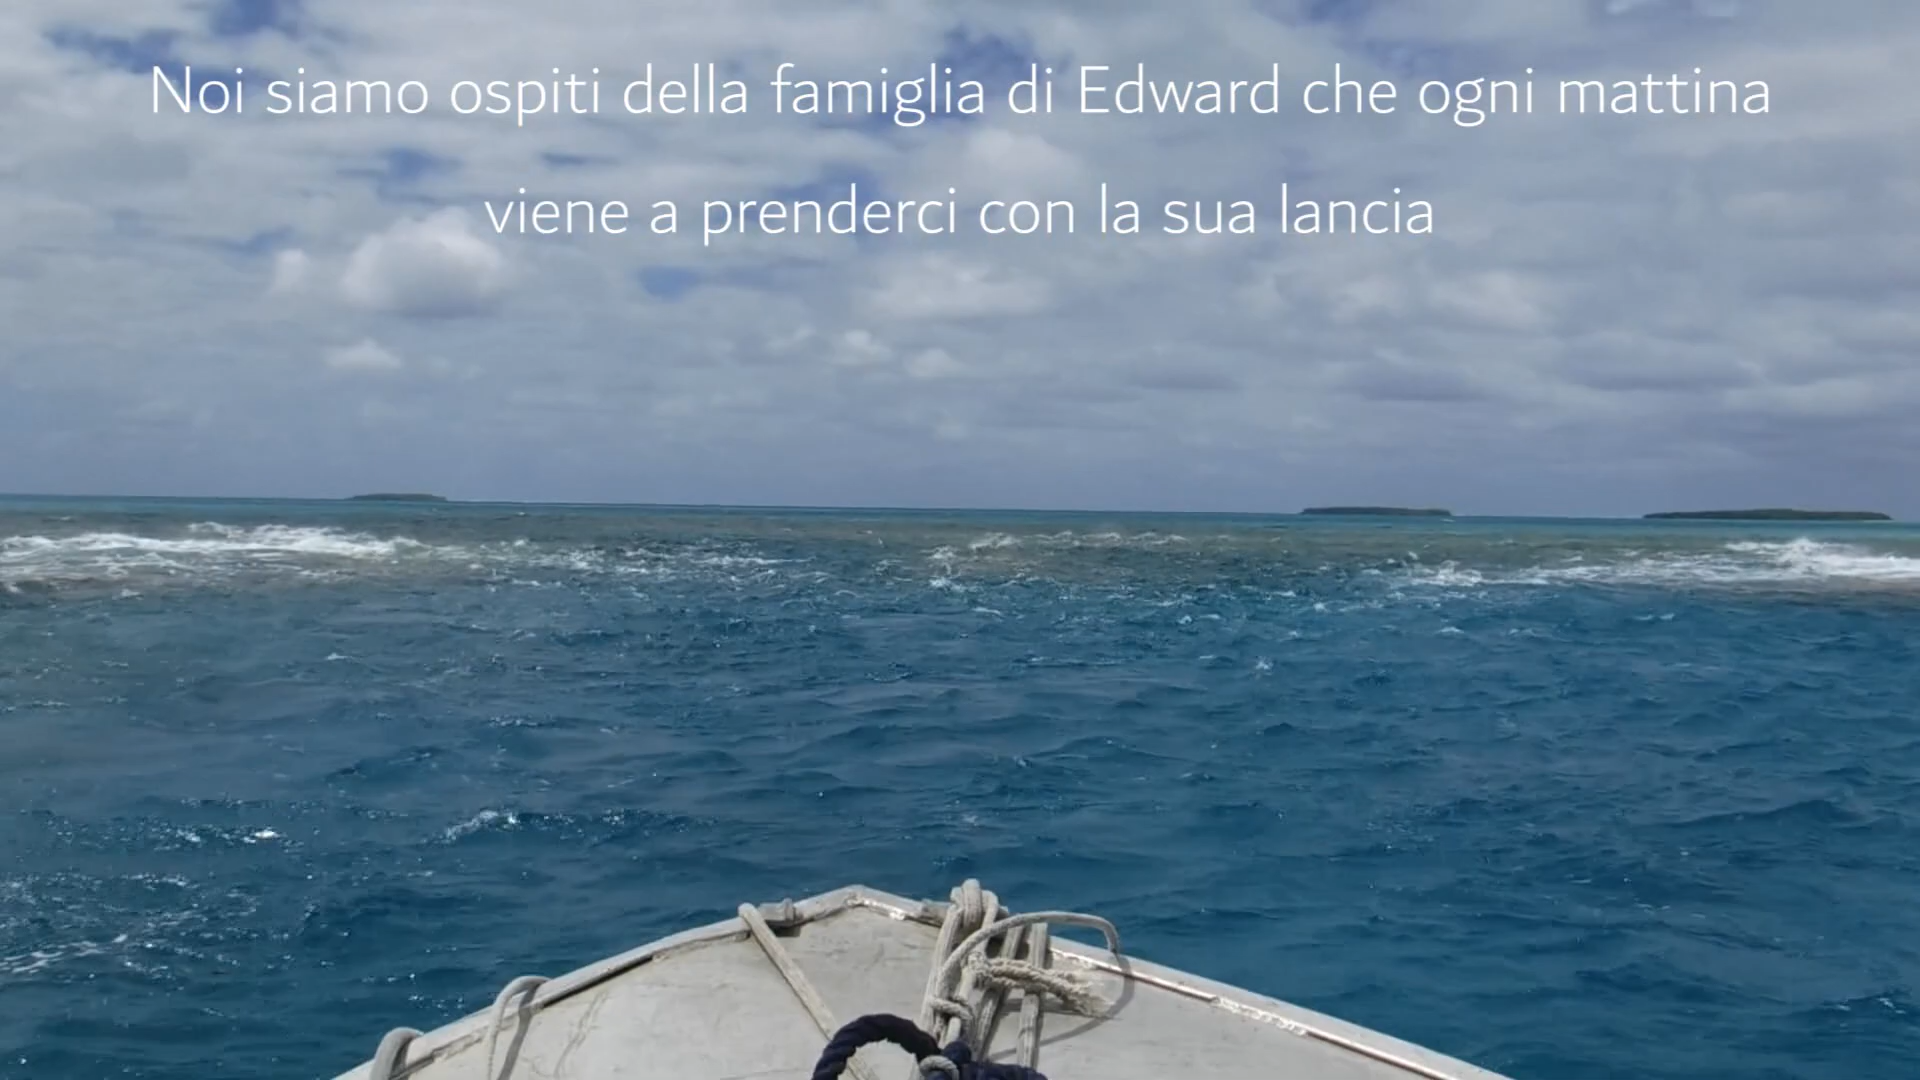 Noi siamo ospiti della famiglia di Edward che ogni mattina
viene a prenderci con la sua lancia